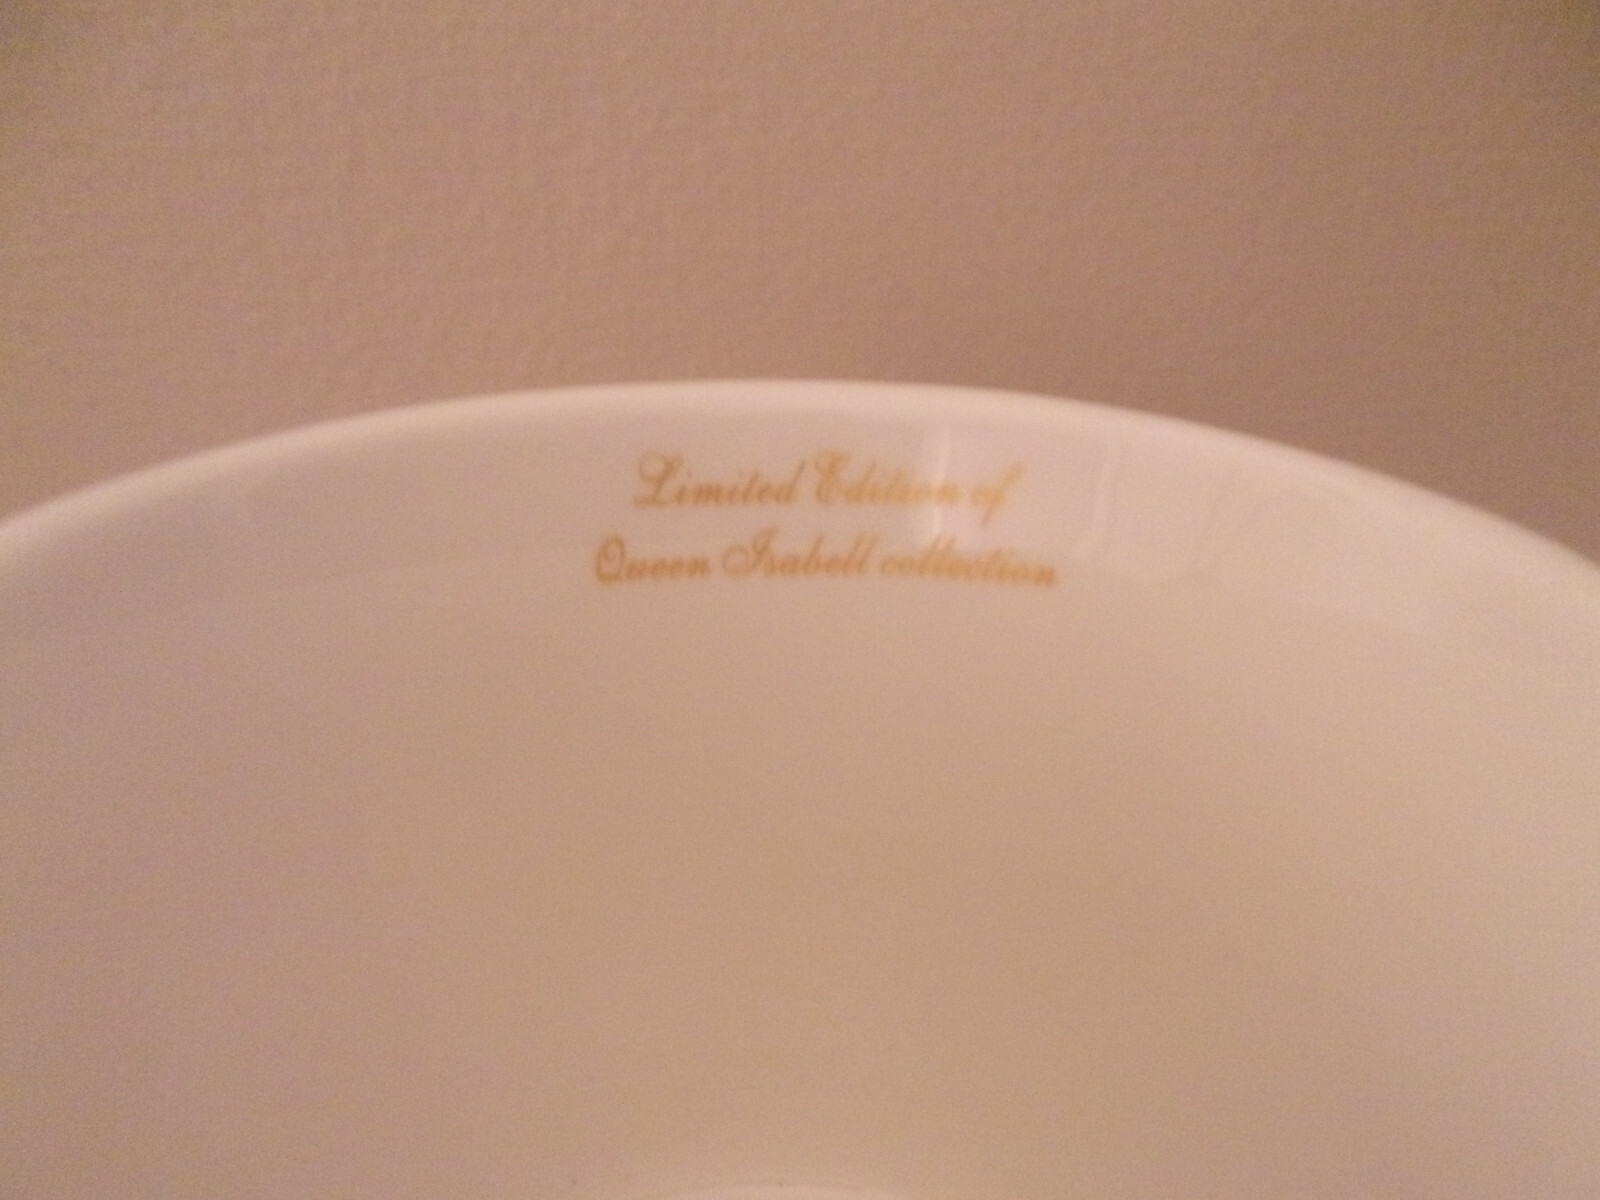 Limited Edition of
Queen Isabell collection